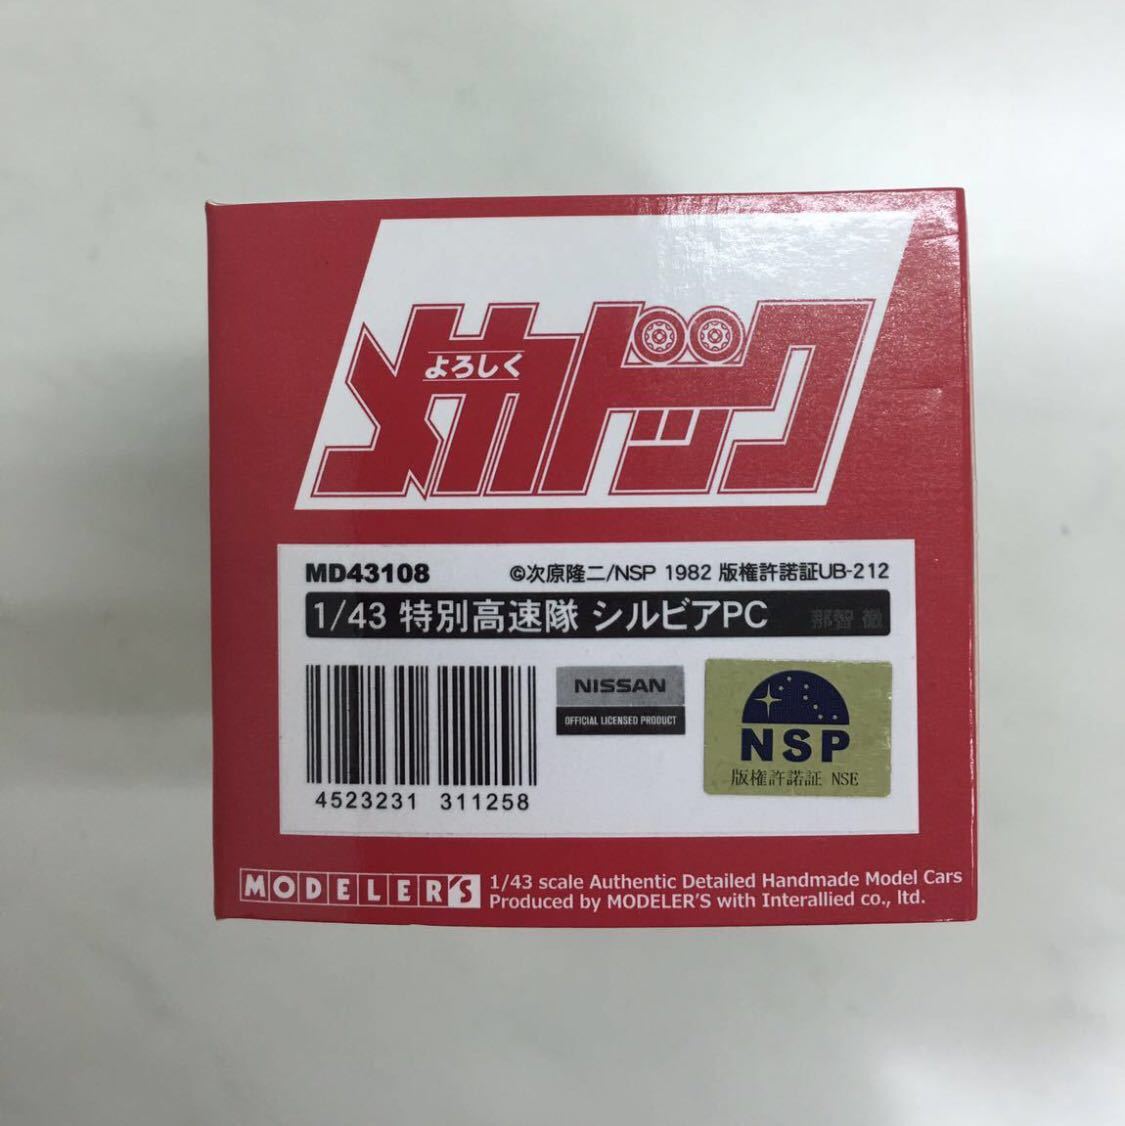 よろしく
メカドック
MD43108 ©次原隆二/NSP 1982 版権許諾証UB-212
1/43 特別高速隊 シルビアPC 那智 徹
NISSAN
OFFICIAL LICENSED PRODUCT
NSP
版権許諾証 NSE
4523231 311258
MODELER'S 1/43 scale Authentic Detailed Handmade Model Cars
Produced by MODELER'S with Interallied co., ltd.